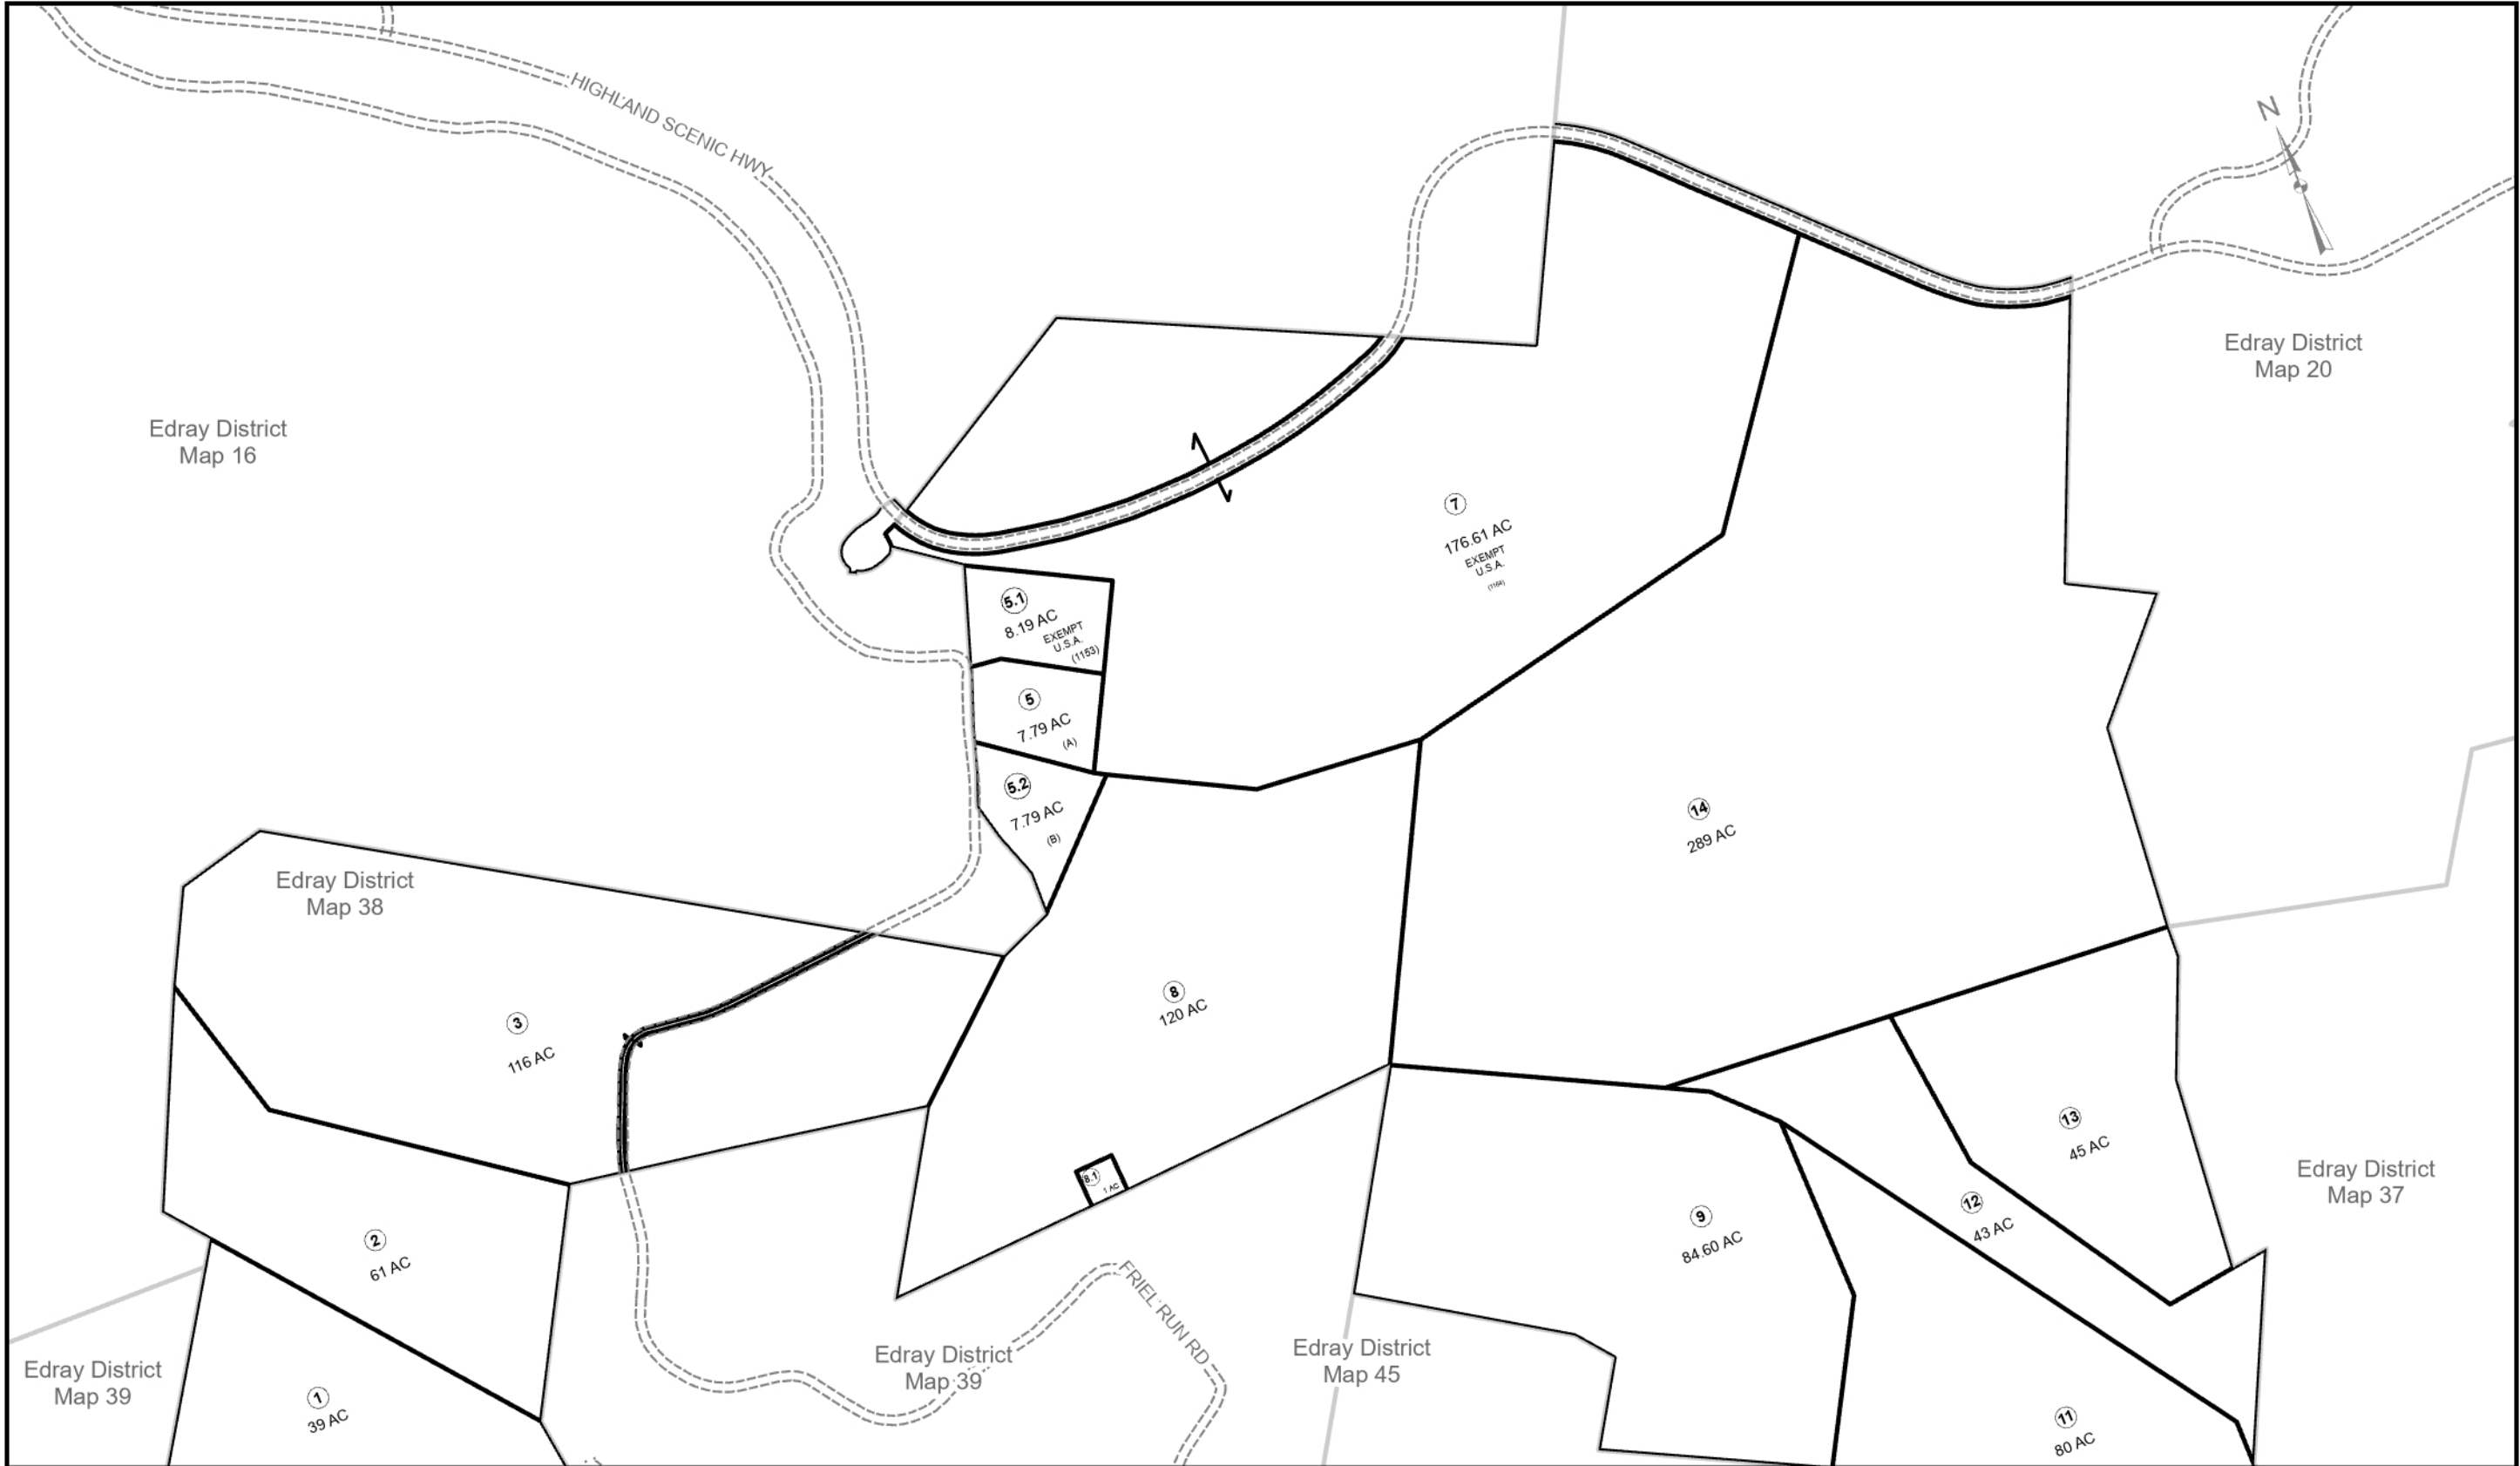 HIGHLAND SCENIC HWY
N
Edray District
Map 20
Edray District
Map 16
7
176.61 AC
EXEMPT
U.S.A.
(1164)
5.1
8.19 AC
EXEMPT
U.S.A.
(1153)
5
7.79 AC
(A)
5.2
7.79 AC
(B)
14
289 AC
Edray District
Map 38
8
120 AC
3
116 AC
13
45 AC
8.1
1 AC
Edray District
Map 37
12
43 AC
9
84.60 AC
2
61 AC
FRIEL RUN RD
Edray District
Map 39
Edray District
Map 39
Edray District
Map 45
1
39 AC
11
80 AC